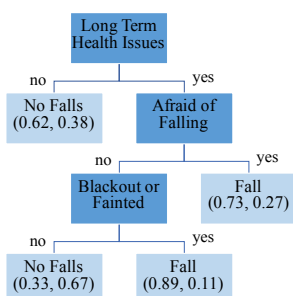 Long Term
Health Issues
no
yes
No Falls
(0.62, 0.38)
Afraid of
Falling
no
yes
Blackout or
Fainted
Fall
(0.73, 0.27)
no
yes
No Falls
(0.33, 0.67)
Fall
(0.89, 0.11)